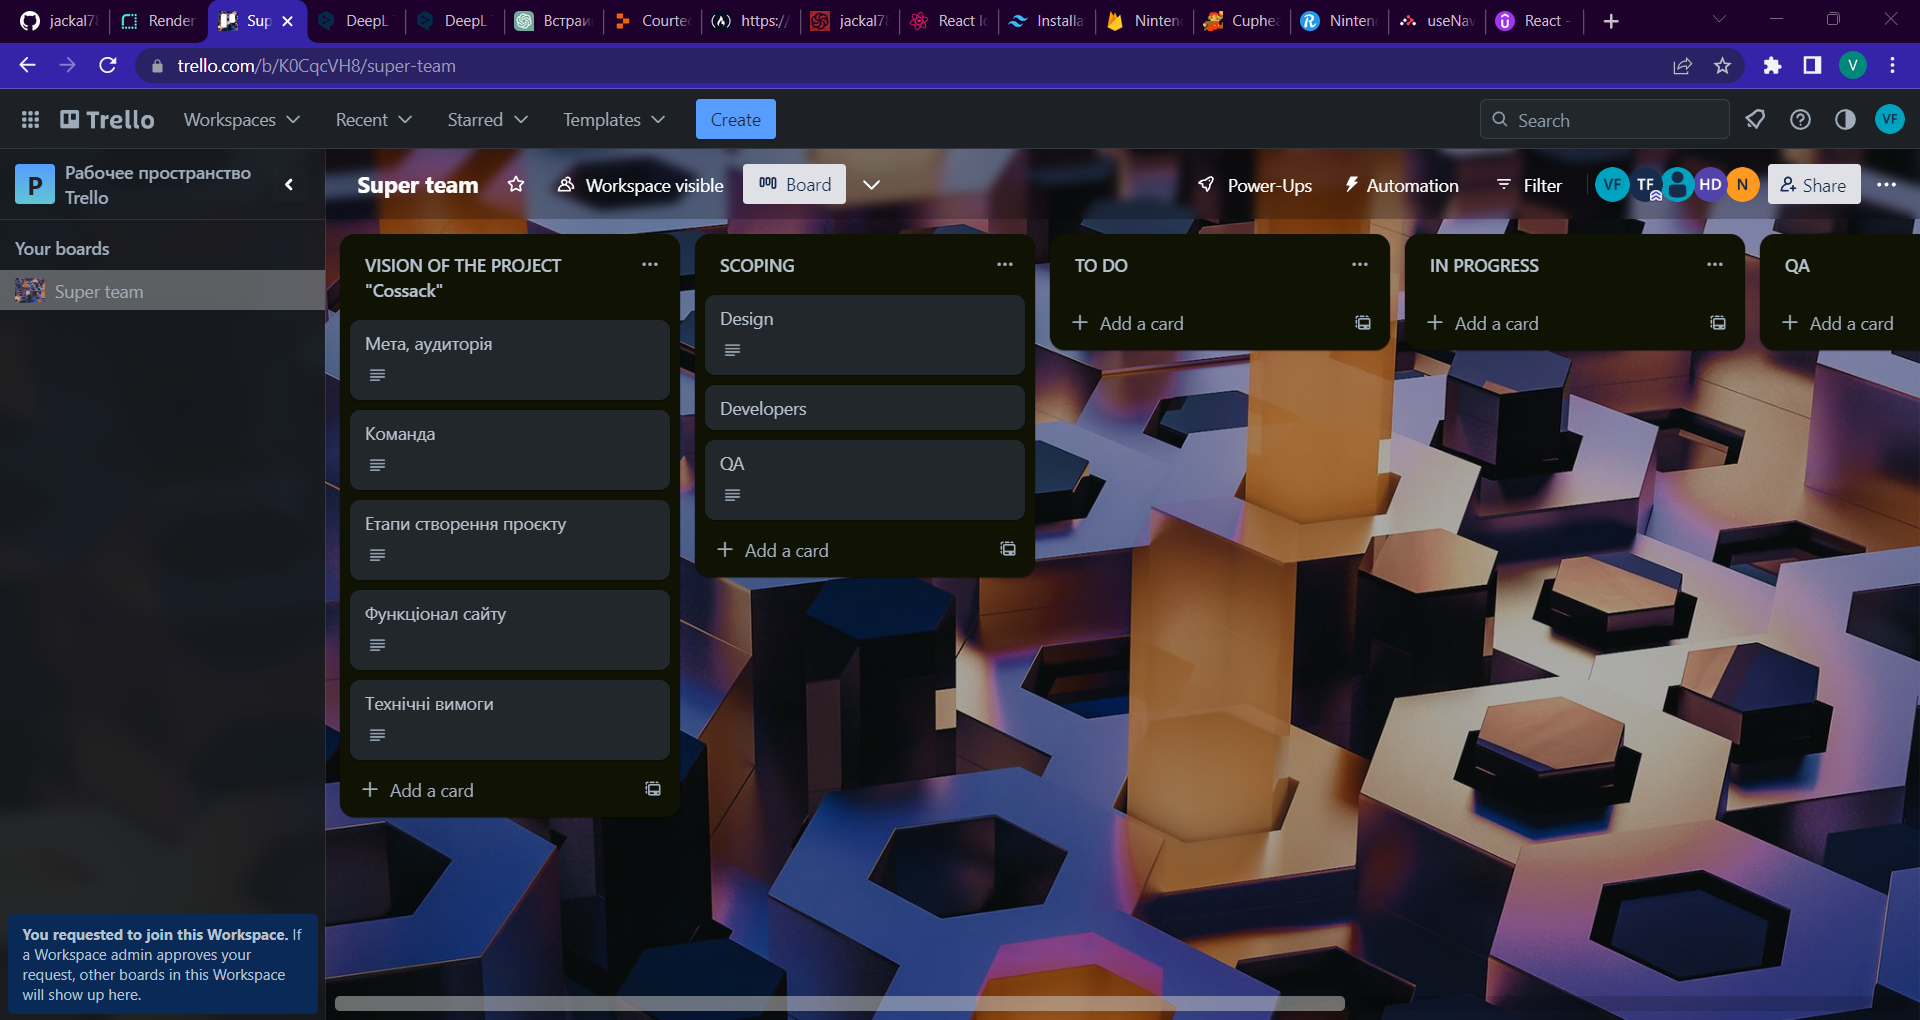 jackal78
Render
Sup
DeepL
DeepL
Встраи
Courte
https://
jackal78
React Ic
Installa
Ninten
Cuphea
Ninten
useNav
React -
trello.com/b/K0CqcVH8/super-team
V
Trello
Workspaces
Recent
Starred
Templates
Create
Search
VF
P
Рабочее пространство
Trello
Super team
Workspace visible
Board
Power-Ups
Automation
Filter
VF
TF
HD
N
Share
Your boards
Super team
VISION OF THE PROJECT
"Cossack"
Мета, аудиторія
Команда
Етапи створення проєкту
Функціонал сайту
Технічні вимоги
Add a card
SCOPING
Design
Developers
QA
Add a card
TO DO
Add a card
IN PROGRESS
Add a card
QA
Add a card
You requested to join this Workspace. If
a Workspace admin approves your
request, other boards in this Workspace
will show up here.